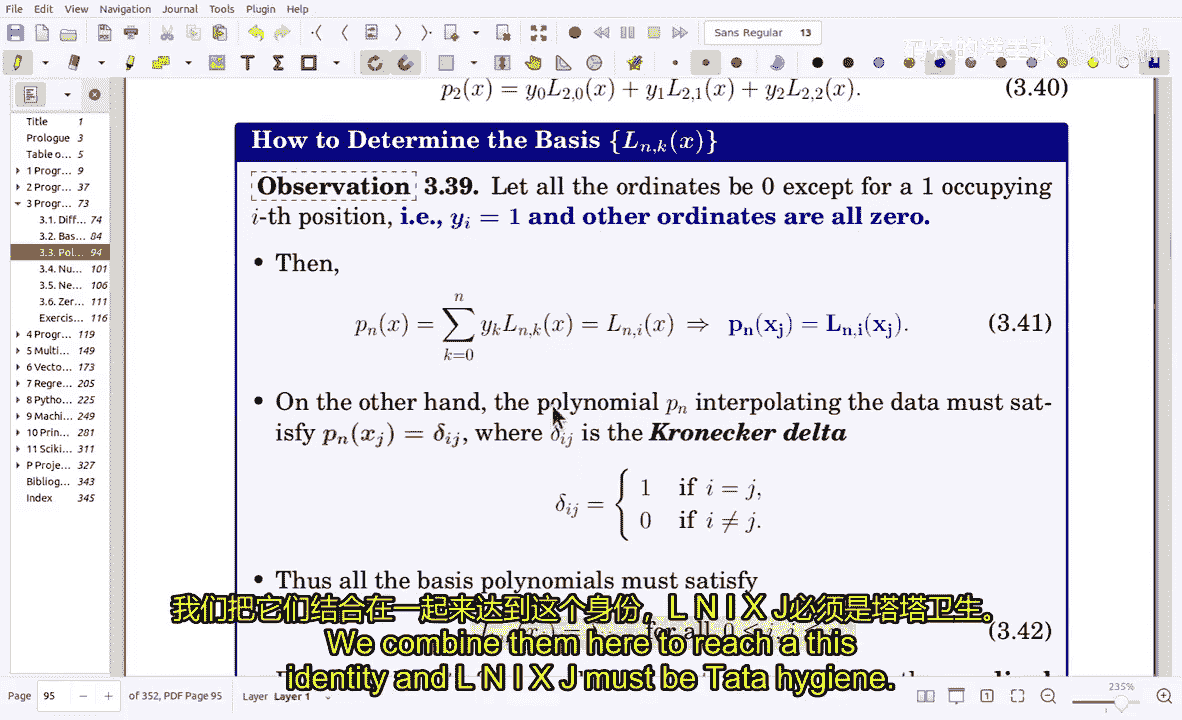 File Edit View Navigation Journal Tools Plugin Help
Sans Regular 13
Title 1
Prologue 3
Table o... 5
1 Progr... 9
2 Progr... 37
3 Progr... 73
3.1. Diff... 74
3.2. Bas... 84
3.3. Pol... 94
3.4. Nu... 101
3.5. Ne... 106
3.6. Zer... 111
Exercis... 116
4 Progr... 119
5 Multi... 149
6 Vecto... 173
7 Regre... 205
8 Pytho... 225
9 Machi... 249
10 Prin... 281
11 Sciki... 311
P Proje... 327
Bibliog... 343
Index 345
p₂(x) = y₀L₂,₀(x) + y₁L₂,₁(x) + y₂L₂,₂(x). (3.40)
How to Determine the Basis {Lₙ,ₖ(x)}
Observation 3.39. Let all the ordinates be 0 except for a 1 occupying
i-th position, i.e., yᵢ = 1 and other ordinates are all zero.
• Then,
pₙ(x) = ∑_{k=0}^{n} yₖLₙ,ₖ(x) = Lₙ,ᵢ(x) ⇒ pₙ(xⱼ) = Lₙ,ᵢ(xⱼ). (3.41)
• On the other hand, the polynomial pₙ interpolating the data must sat-
isfy pₙ(xⱼ) = δᵢⱼ, where δᵢⱼ is the Kronecker delta
δᵢⱼ = { 1 if i = j,
0 if i ≠ j.
• Thus all the basis polynomials must satisfy
for all (3.42)
我们把它们结合在一起来达到这个身份，L N I X J必须是塔塔卫生。
We combine them here to reach a this
identity and L N I X J must be Tata hygiene.
Page 95 of 352, PDF Page 95 Layer Layer 1 235%